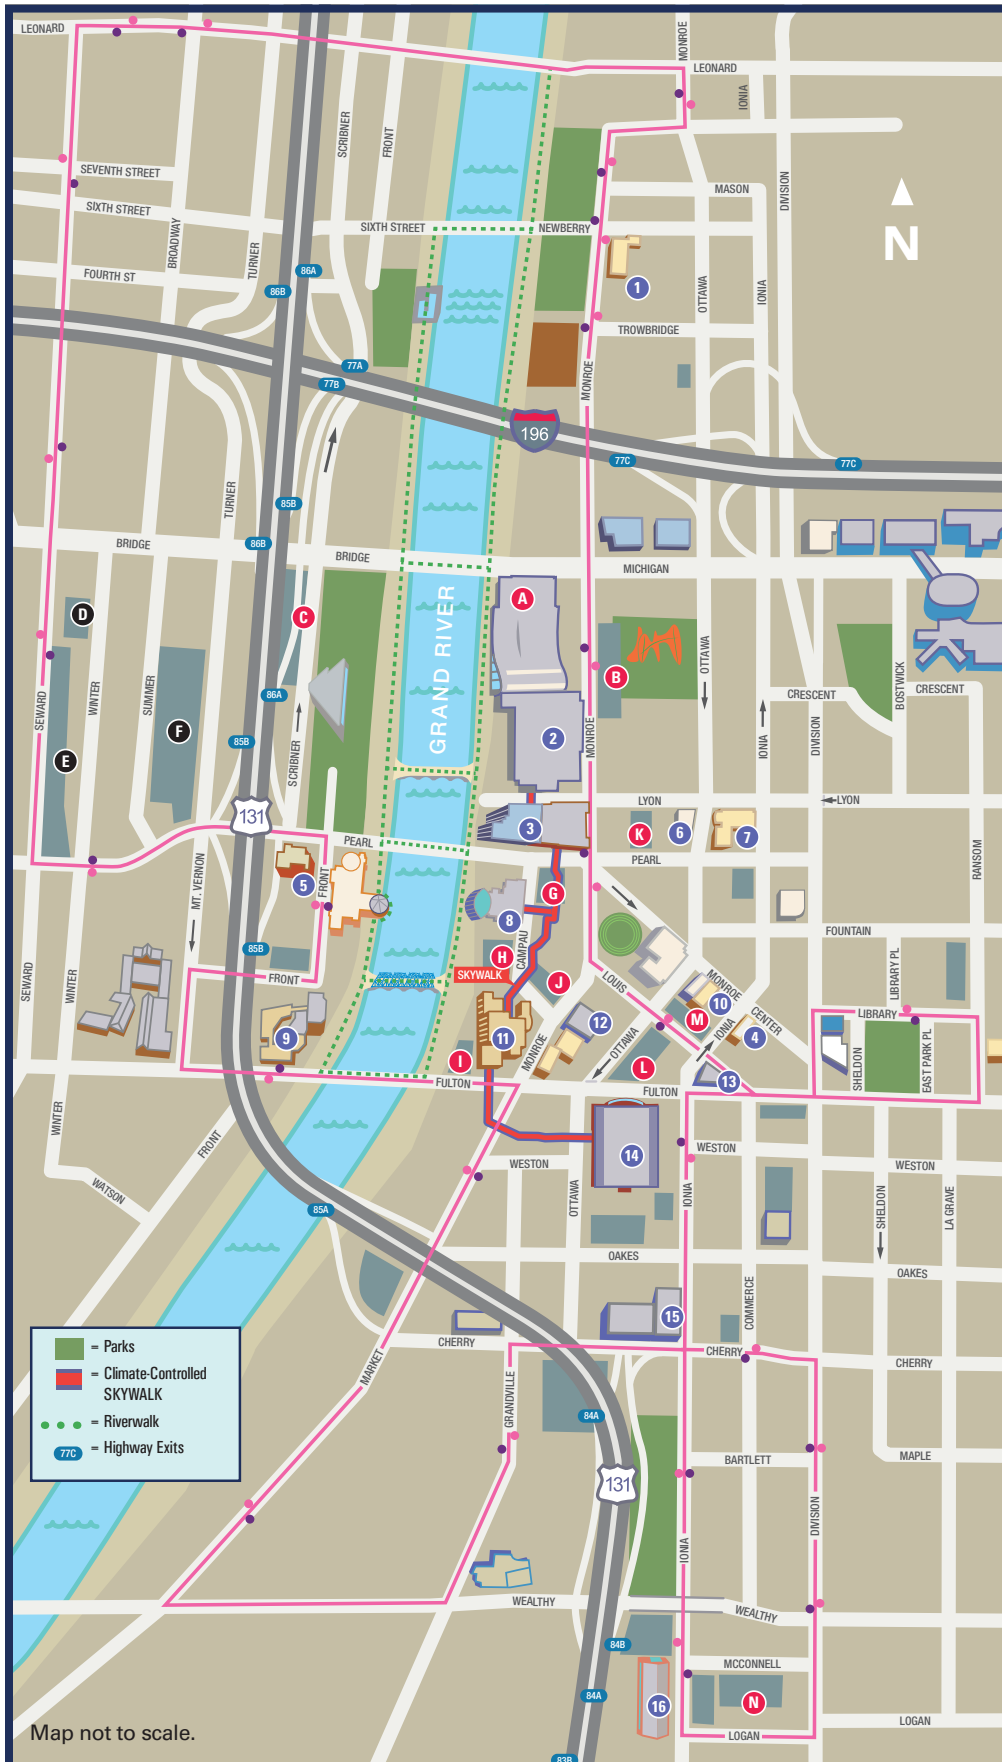 LEONARD
MONROE
LEONARD
SCRIBNER
FRONT
IONIA
DIVISION
SEVENTH STREET
MASON
SIXTH STREET
BROADWAY
SIXTH STREET
NEWBERRY
N
TURNER
86A
FOURTH ST
86B
1
OTTAWA
IONIA
TROWBRIDGE
77A
77B
MONROE
196
77C
77C
TURNER
85B
BRIDGE
86B
BRIDGE
MICHIGAN
A
D
C
GRAND RIVER
OTTAWA
B
BOSTWICK
CRESCENT
CRESCENT
SEWARD
WINTER
SUMMER
86A
F
85B
2
MONROE
IONIA
DIVISION
E
SCRIBNER
LYON
LYON
131
3
K
6
7
PEARL
PEARL
RANSOM
MT. VERNON
5
FRONT
G
8
FOUNTAIN
85B
CAMPAU
H
SKYWALK
J
LOUIS
SEWARD
WINTER
FRONT
MONROE
CENTER
10
LIBRARY PL
LIBRARY
M
IONIA
4
12
9
11
MONROE
OTTAWA
I
L
SHELDON
EAST PARK PL
13
FULTON
FULTON
WINTER
FRONT
14
WESTON
WESTON
WESTON
WATSON
OTTAWA
IONIA
SHELDON
LA GRAVE
85A
OAKES
OAKES
COMMERCE
15
= Parks
= Climate-Controlled
SKYWALK
= Riverwalk
77C = Highway Exits
CHERRY
CHERRY
CHERRY
MARKET
GRANDVILLE
84A
BARTLETT
MAPLE
131
IONIA
DIVISION
WEALTHY
WEALTHY
84B
MCCONNELL
84A
16
N
LOGAN
LOGAN
Map not to scale.
83B